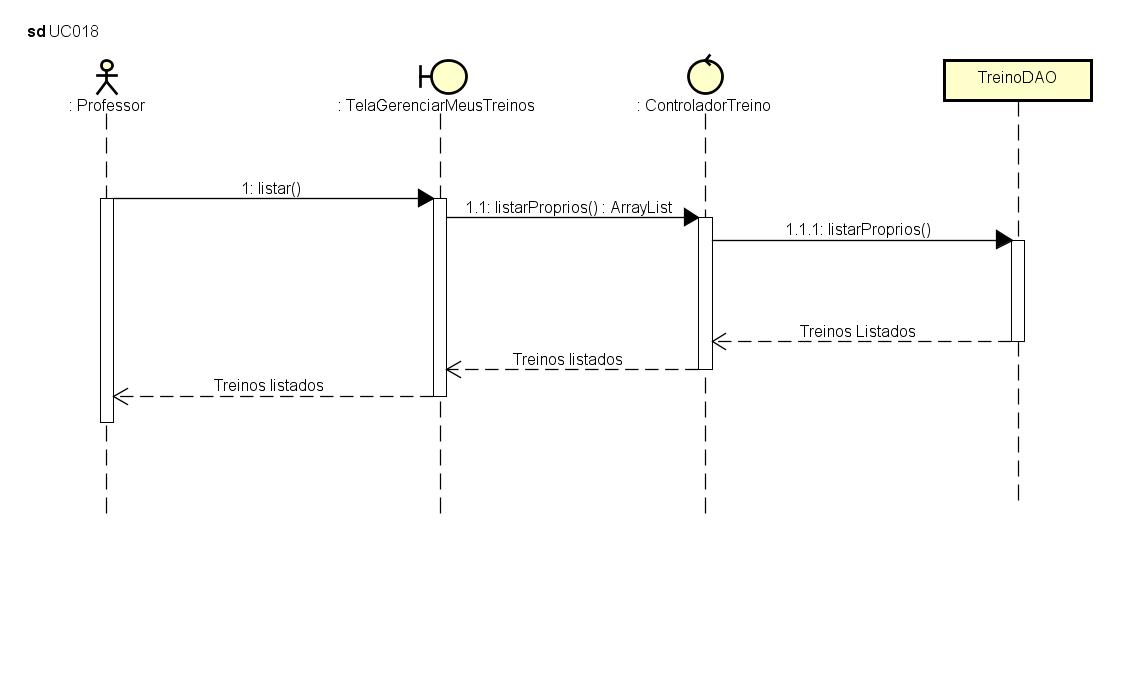 sd UC018
: Professor
: TelaGerenciarMeusTreinos
: ControladorTreino
TreinoDAO
1: listar()
1.1: listarProprios() : ArrayList
1.1.1: listarProprios()
Treinos Listados
Treinos listados
Treinos listados